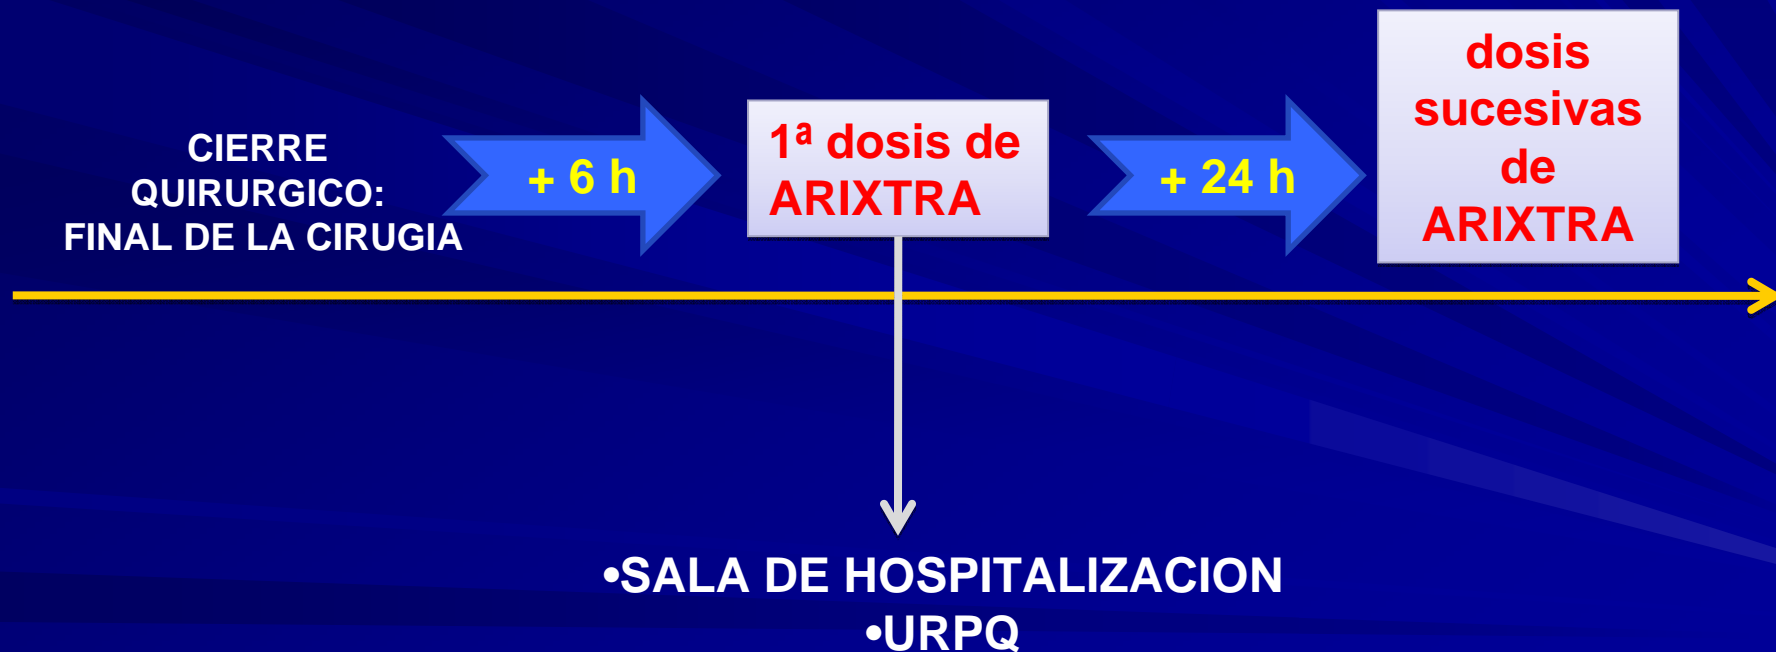 CIERRE
QUIRURGICO:
FINAL DE LA CIRUGIA
+ 6 h
1ª dosis de
ARIXTRA
+ 24 h
dosis
sucesivas
de
ARIXTRA
•SALA DE HOSPITALIZACION
•URPQ